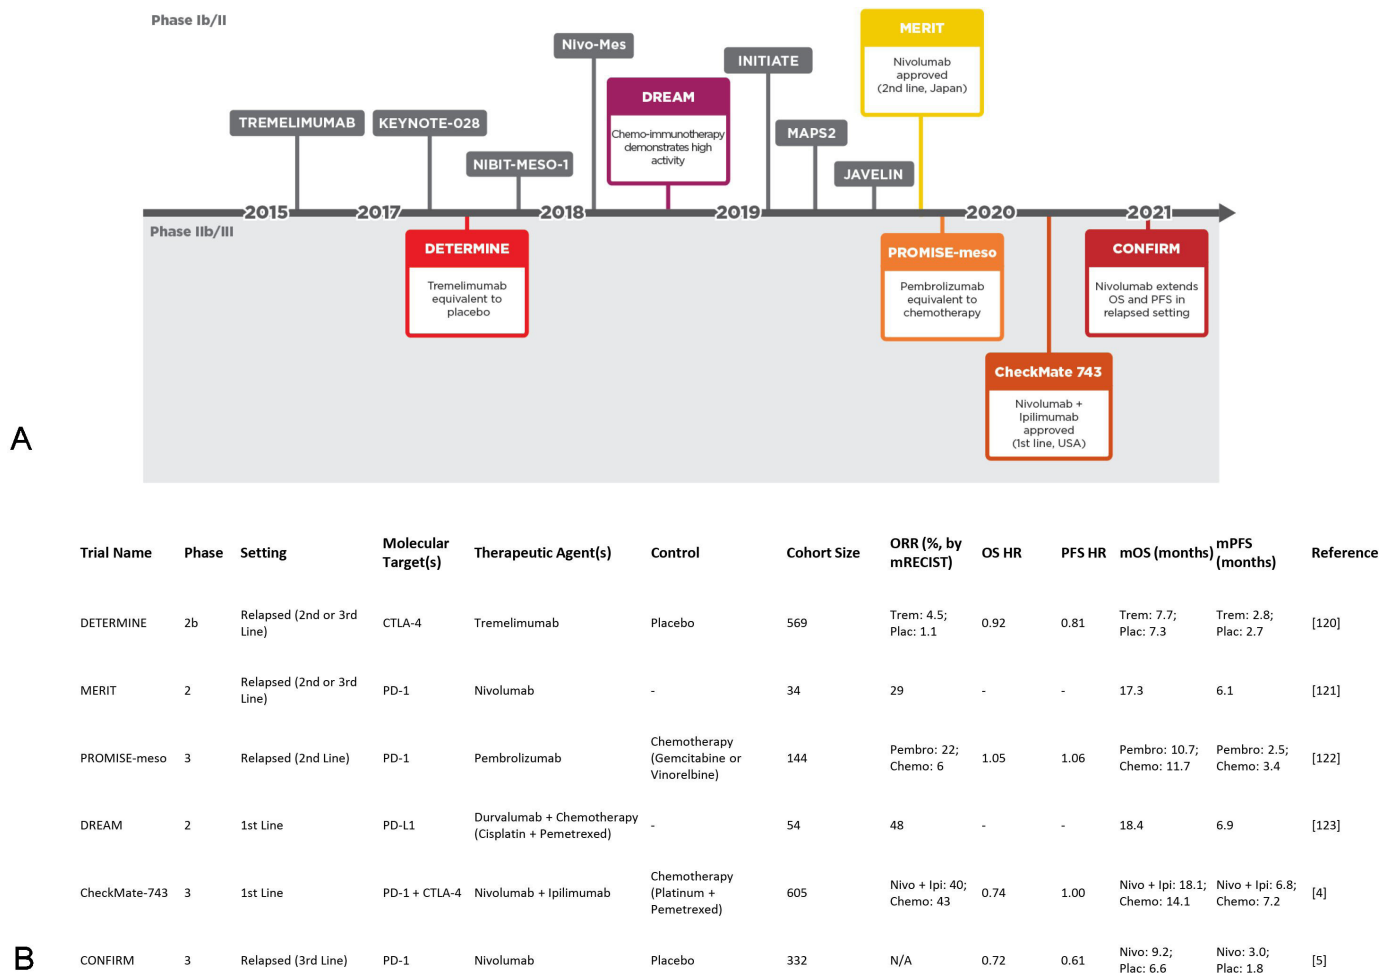 Phase Ib/II
TREMELIMUMAB
KEYNOTE-028
NIBIT-MESO-1
Nivo-Mes
DREAM
Chemo-immunotherapy
demonstrates high
activity
INITIATE
MAPS2
JAVELIN
MERIT
Nivolumab
approved
(2nd line, Japan)
2015
2017
2018
2019
2020
2021
Phase IIb/III
DETERMINE
Tremelimumab
equivalent to
placebo
PROMISE-meso
Pembrolizumab
equivalent to
chemotherapy
CheckMate 743
Nivolumab +
Ipilimumab
approved
(1st line, USA)
CONFIRM
Nivolumab extends
OS and PFS in
relapsed setting
A
Trial Name Phase Setting Molecular Target(s) Therapeutic Agent(s) Control Cohort Size ORR (%, by mRECIST) OS HR PFS HR mOS (months) mPFS (months) Reference
DETERMINE 2b Relapsed (2nd or 3rd Line) CTLA-4 Tremelimumab Placebo 569 Trem: 4.5; Plac: 1.1 0.92 0.81 Trem: 7.7; Plac: 7.3 Trem: 2.8; Plac: 2.7 [120]
MERIT 2 Relapsed (2nd or 3rd Line) PD-1 Nivolumab - 34 29 - - 17.3 6.1 [121]
PROMISE-meso 3 Relapsed (2nd Line) PD-1 Pembrolizumab Chemotherapy (Gemcitabine or Vinorelbine) 144 Pembro: 22; Chemo: 6 1.05 1.06 Pembro: 10.7; Chemo: 11.7 Pembro: 2.5; Chemo: 3.4 [122]
DREAM 2 1st Line PD-L1 Durvalumab + Chemotherapy (Cisplatin + Pemetrexed) - 54 48 - - 18.4 6.9 [123]
CheckMate-743 3 1st Line PD-1 + CTLA-4 Nivolumab + Ipilimumab Chemotherapy (Platinum + Pemetrexed) 605 Nivo + Ipi: 40; Chemo: 43 0.74 1.00 Nivo + Ipi: 18.1; Chemo: 14.1 Nivo + Ipi: 6.8; Chemo: 7.2 [4]
CONFIRM 3 Relapsed (3rd Line) PD-1 Nivolumab Placebo 332 N/A 0.72 0.61 Nivo: 9.2; Plac: 6.6 Nivo: 3.0; Plac: 1.8 [5]
B